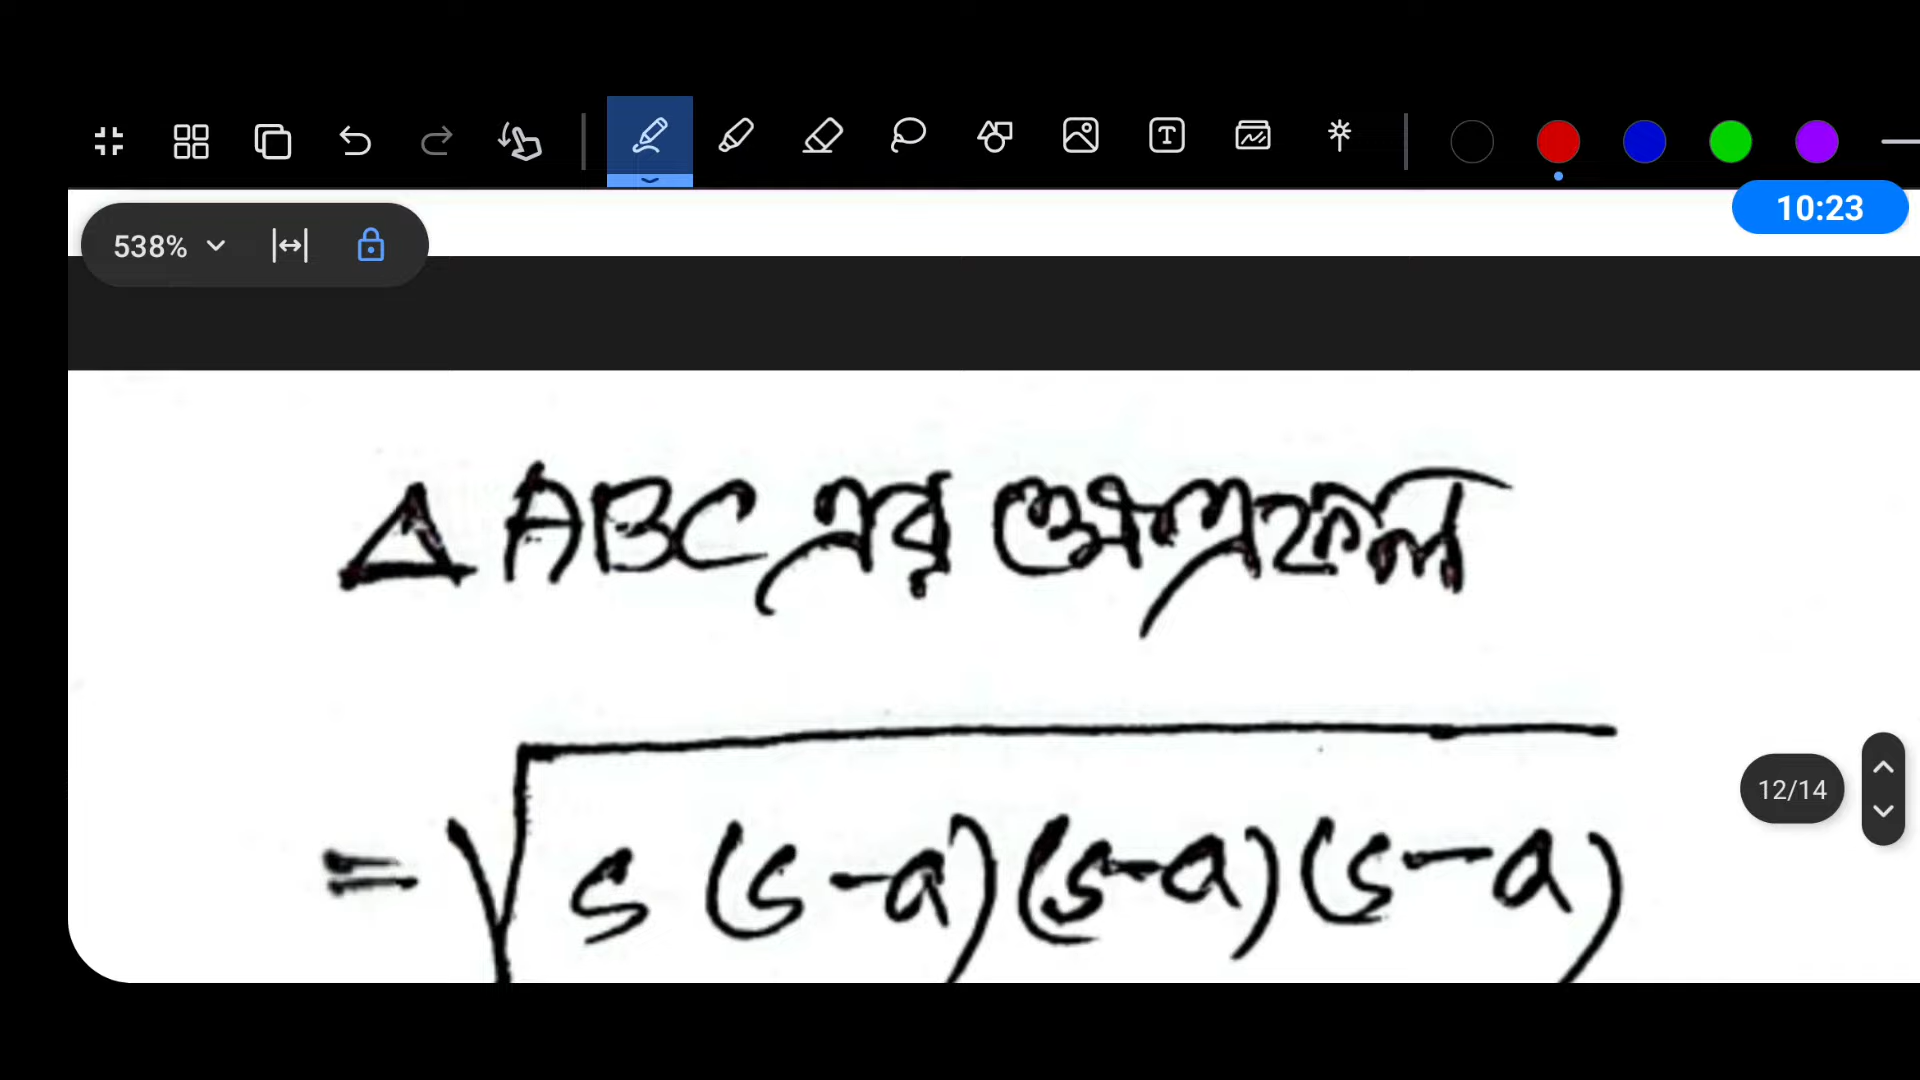 538%
10:23
Δ ABC এর ক্ষেত্রফল
12/14
= √s (s-a)(s-a)(s-a)